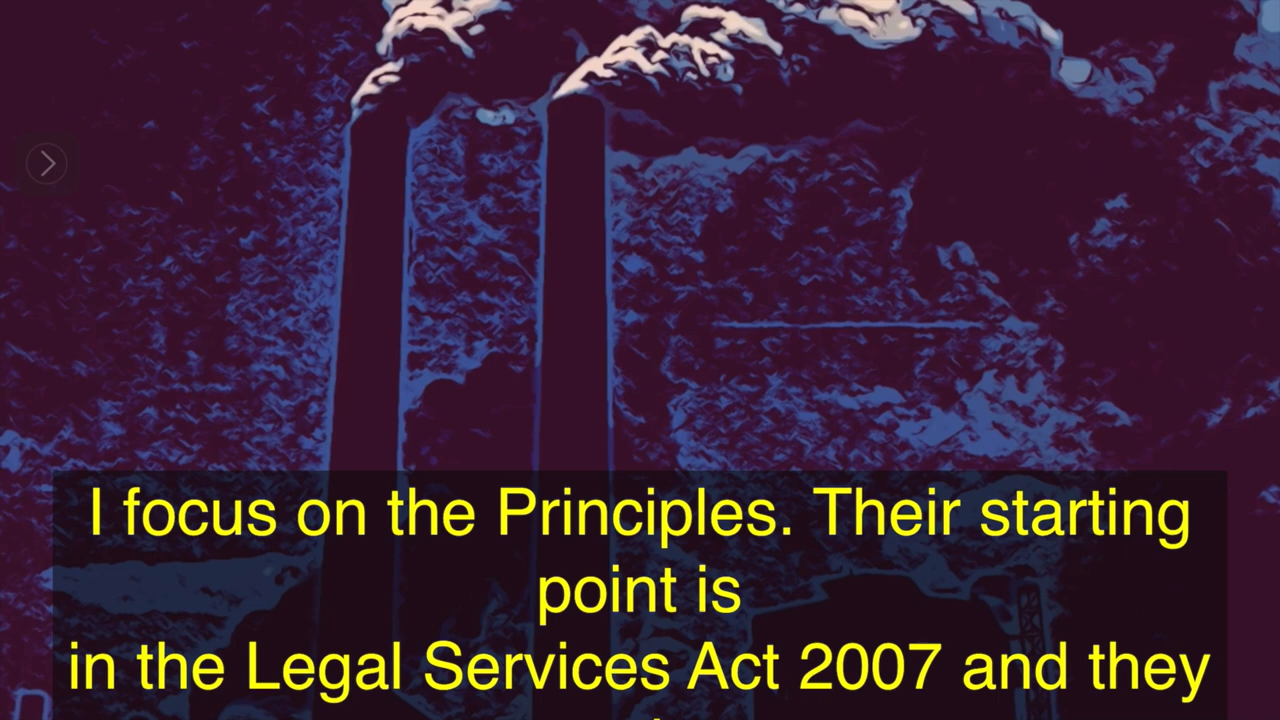 I focus on the Principles. Their starting
point is
in the Legal Services Act 2007 and they